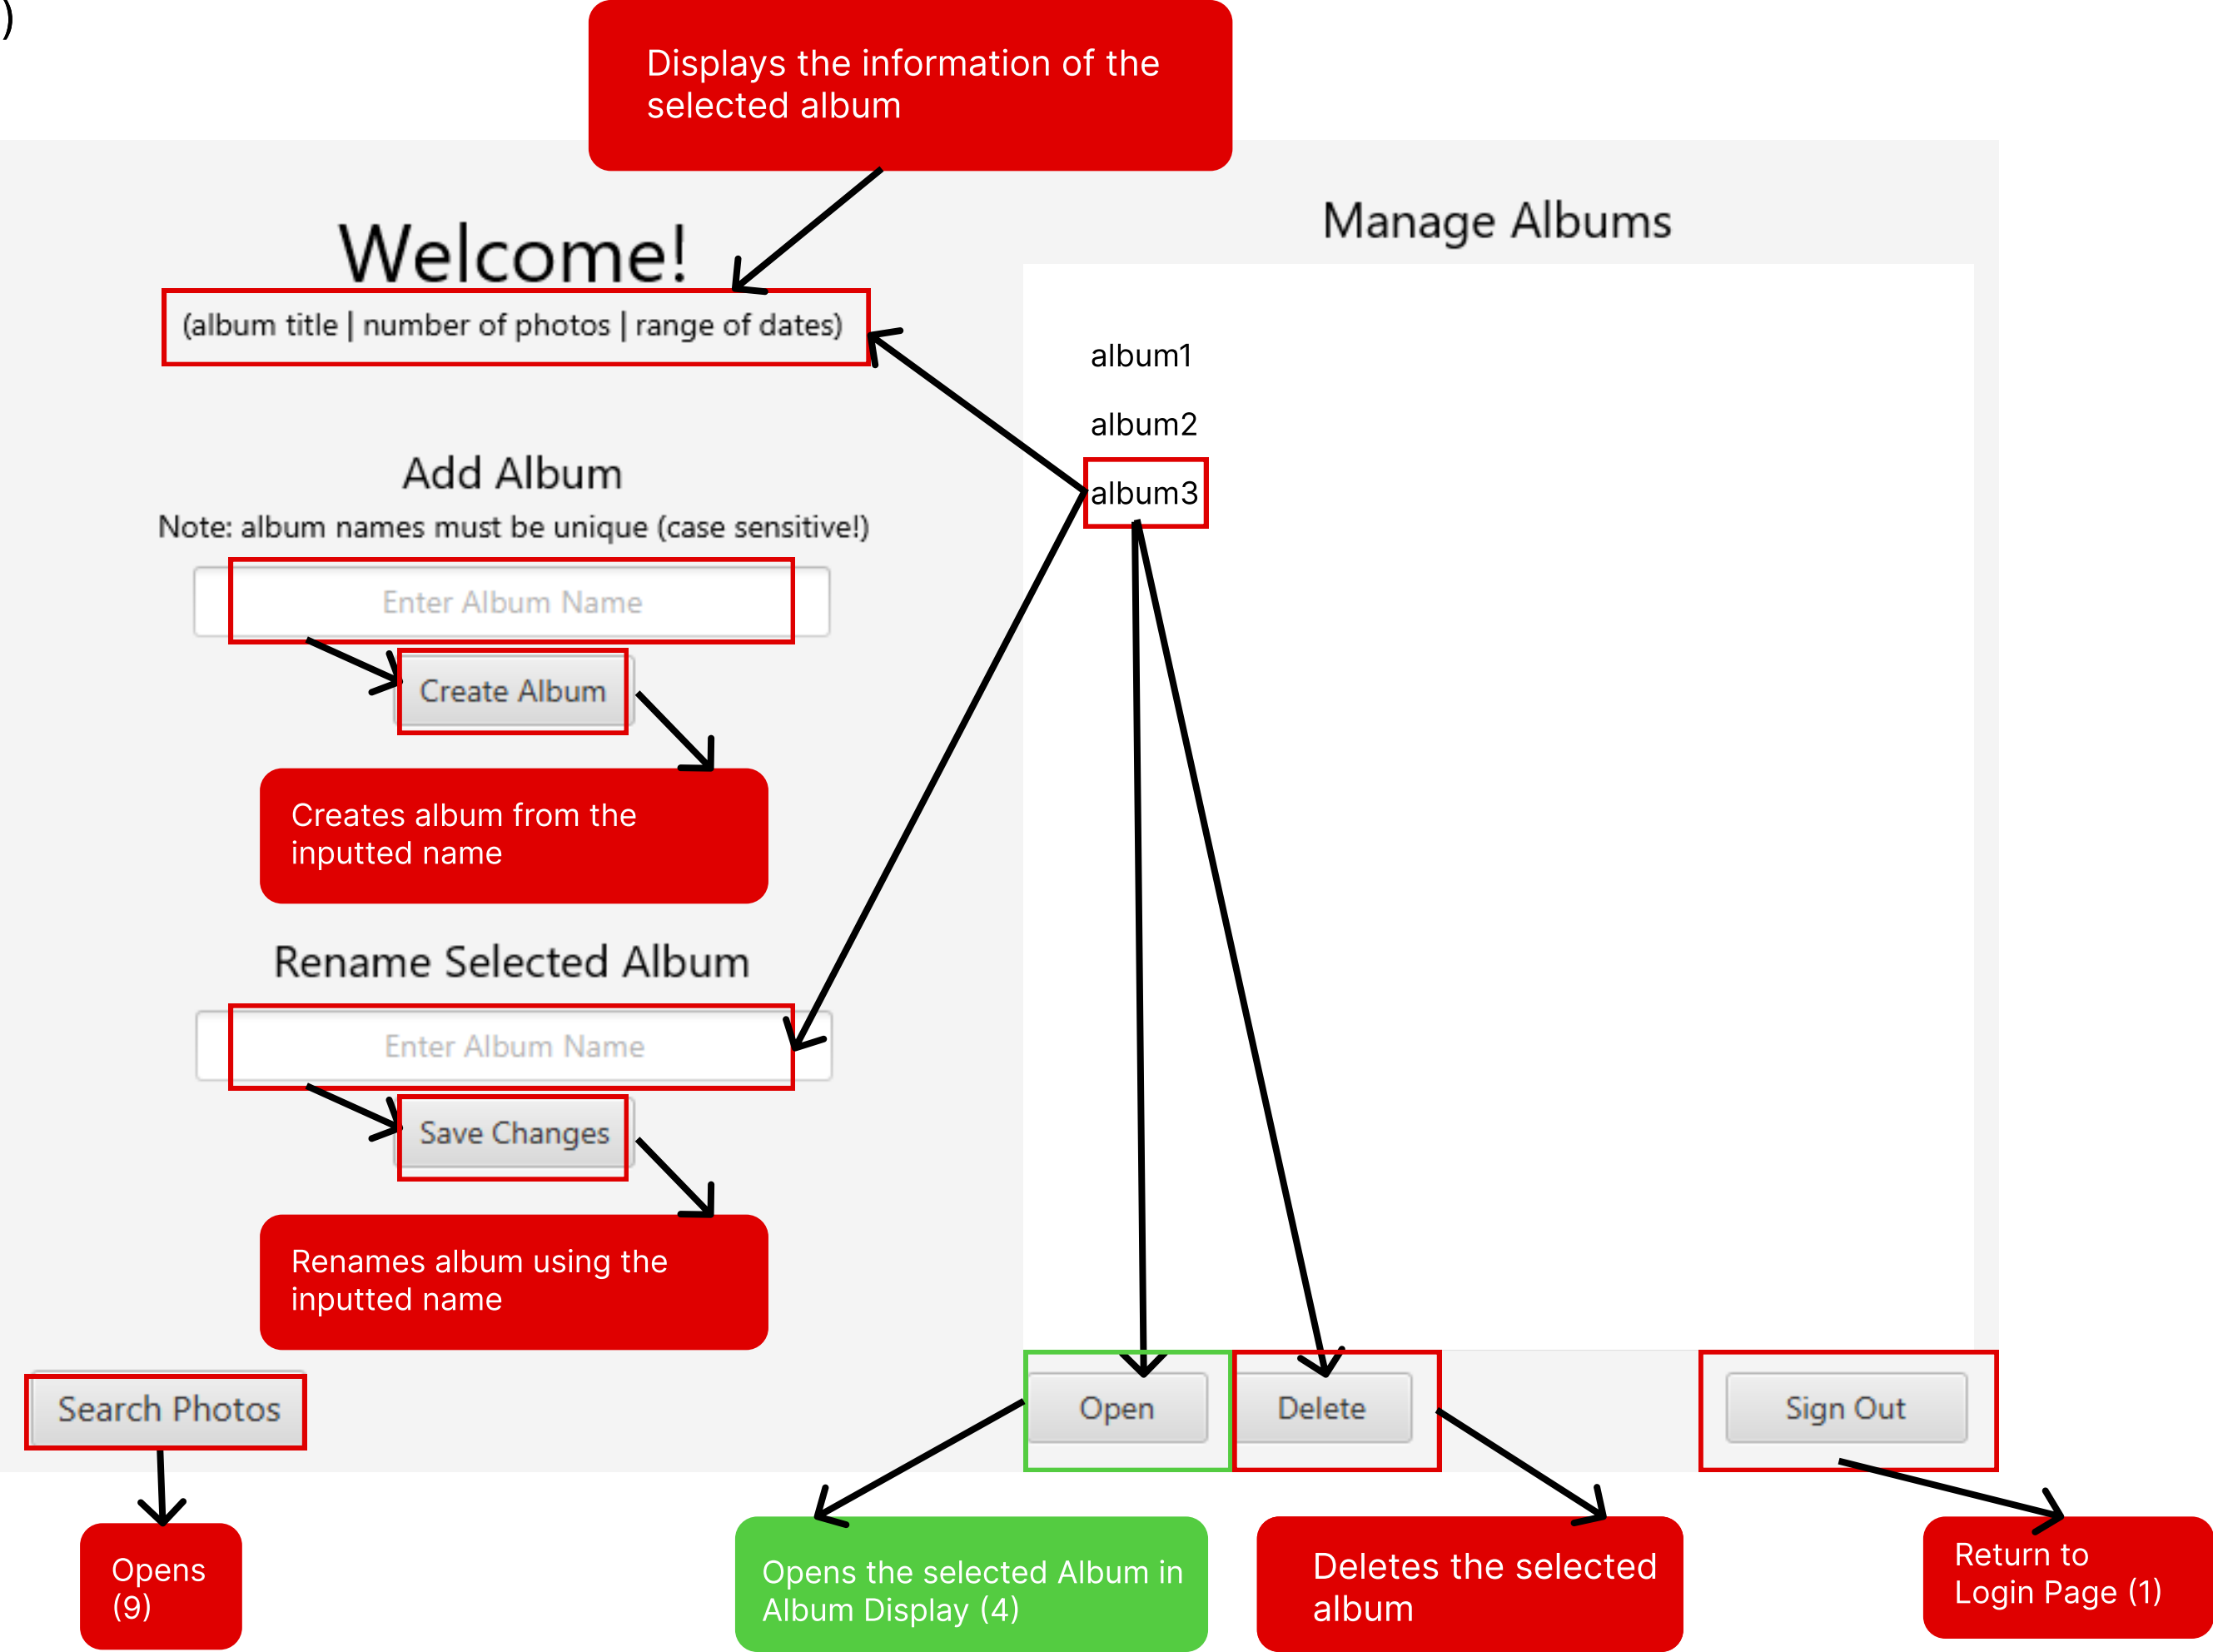 )
Displays the information of the
selected album
Welcome!
(album title | number of photos | range of dates)
Manage Albums
album1
album2
album3
Add Album
Note: album names must be unique (case sensitive!)
Enter Album Name
Create Album
Creates album from the
inputted name
Rename Selected Album
Enter Album Name
Save Changes
Renames album using the
inputted name
Search Photos
Open
Delete
Sign Out
Opens
(9)
Opens the selected Album in
Album Display (4)
Deletes the selected
album
Return to
Login Page (1)